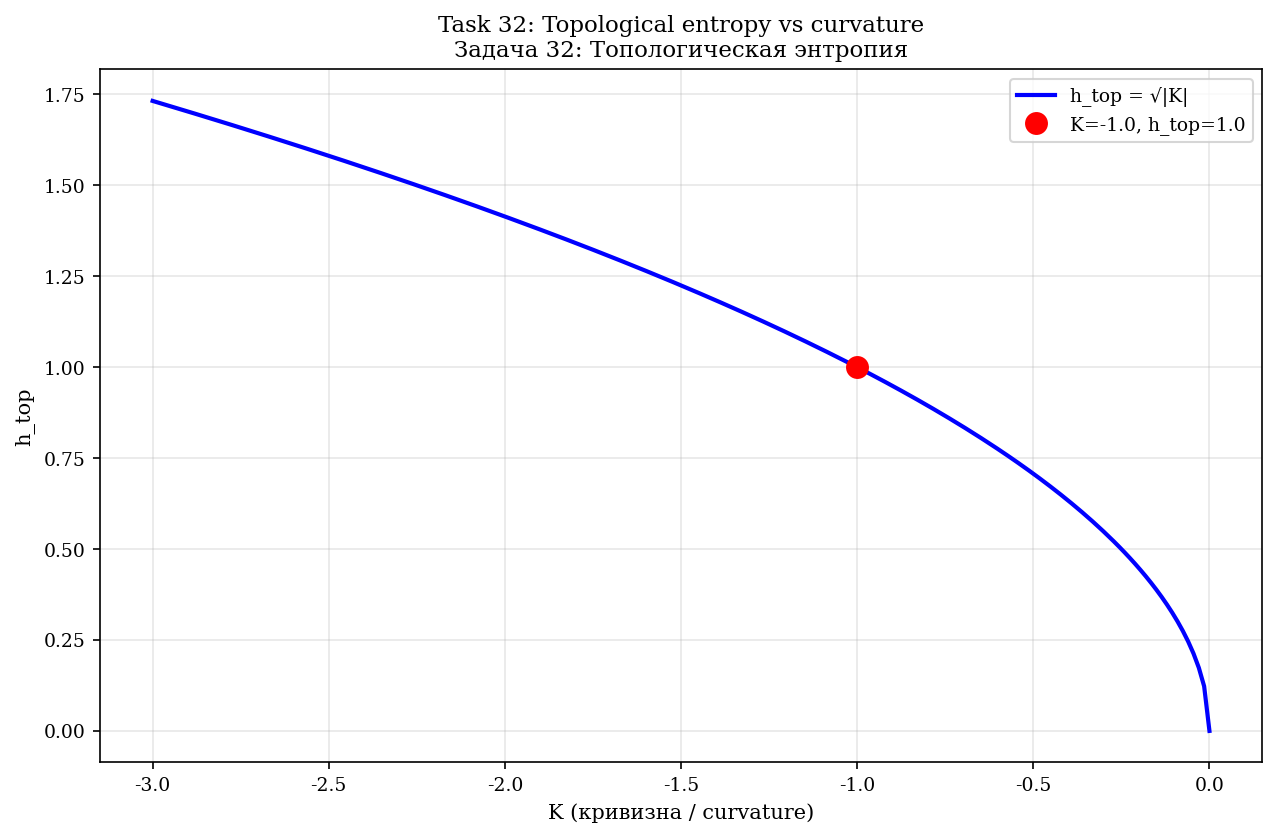 Task 32: Topological entropy vs curvature
Задача 32: Топологическая энтропия
h_top = √|K|
K=-1.0, h_top=1.0
1.75
1.50
1.25
1.00
0.75
0.50
0.25
0.00
h_top
-3.0 -2.5 -2.0 -1.5 -1.0 -0.5 0.0
K (кривизна / curvature)